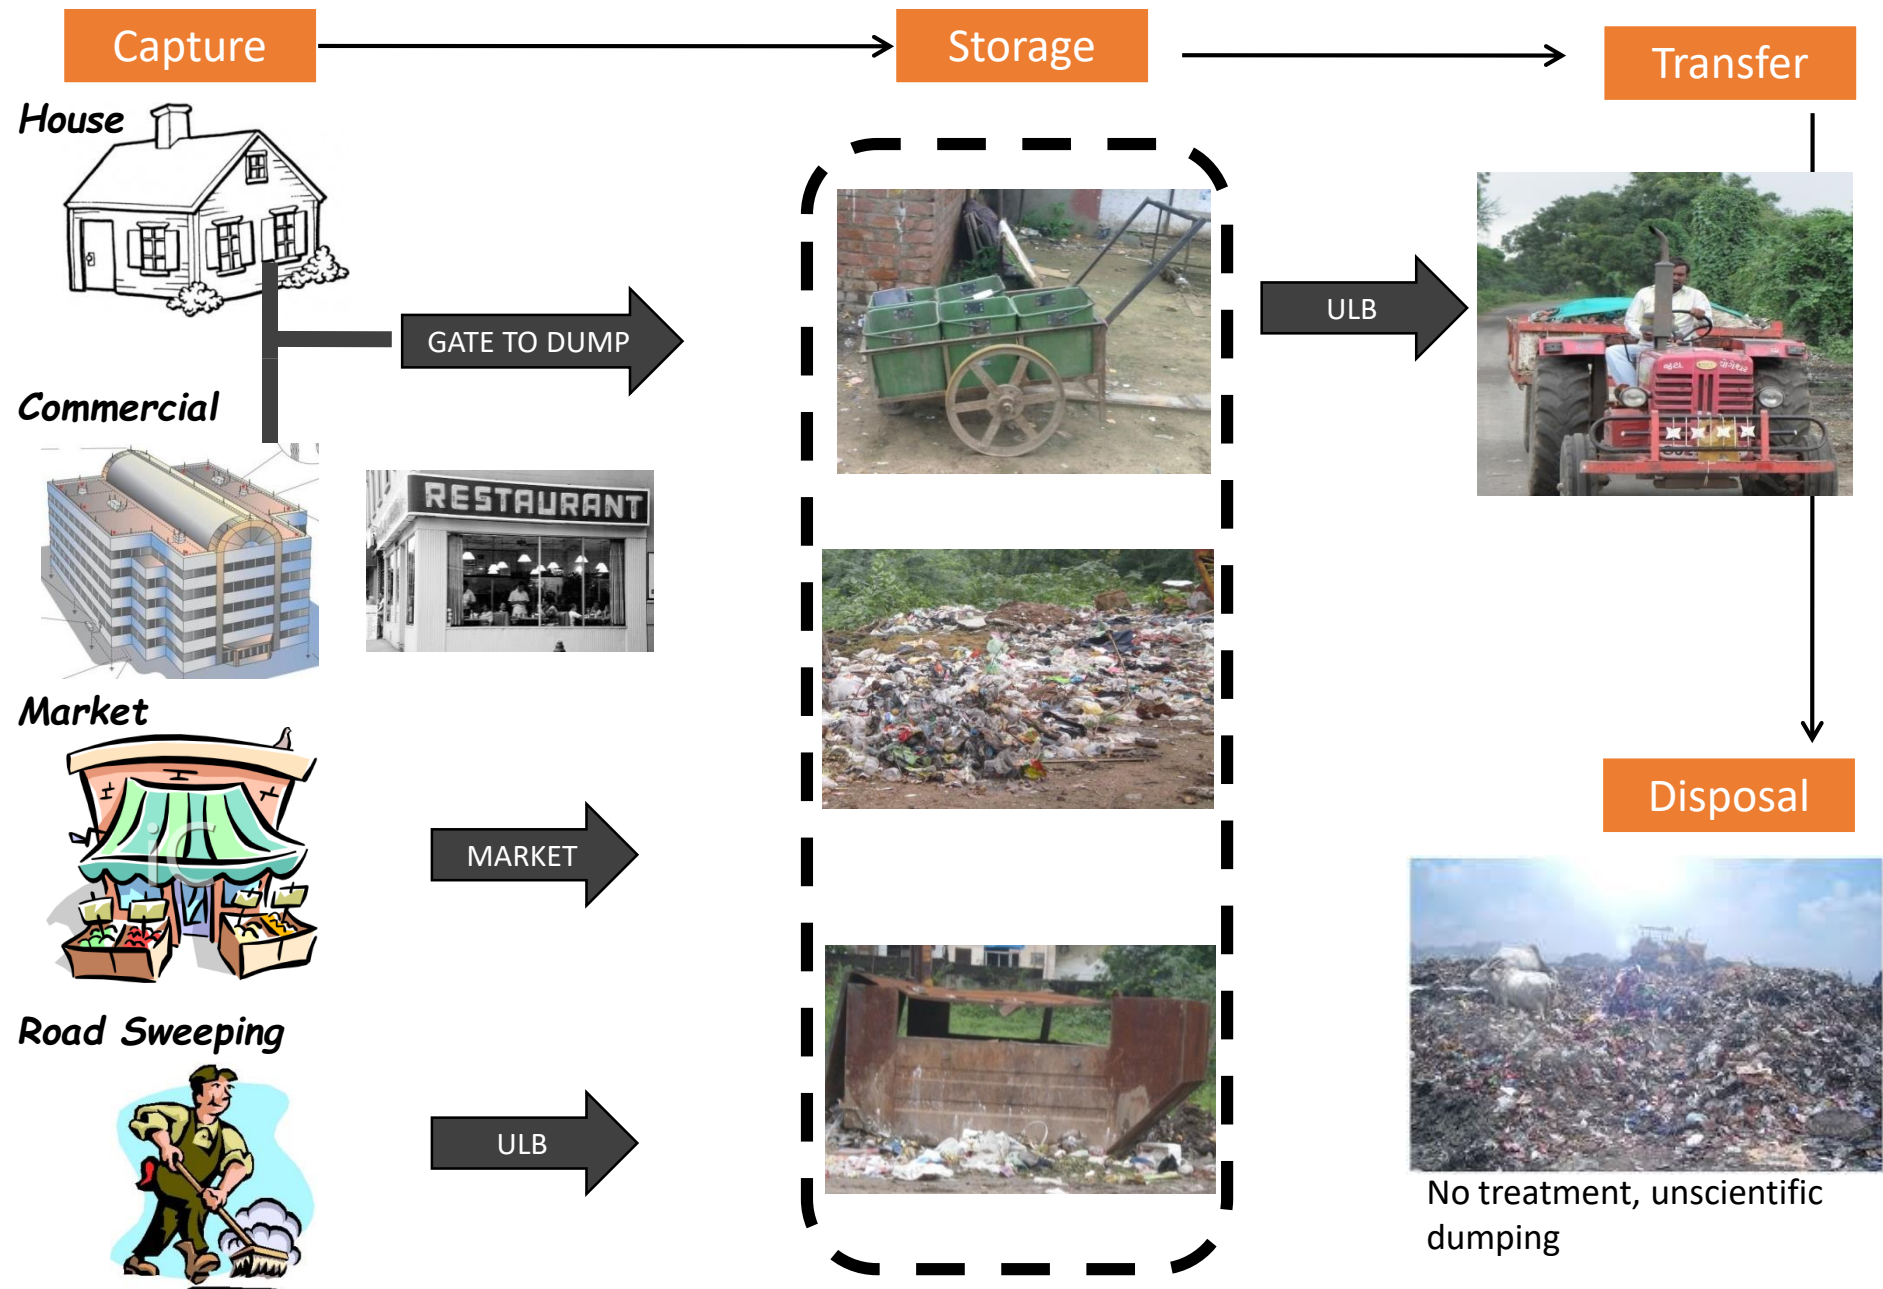 Capture
Storage
Transfer
House
GATE TO DUMP
ULB
Commercial
RESTAURANT
Market
MARKET
Disposal
Road Sweeping
ULB
No treatment, unscientific
dumping